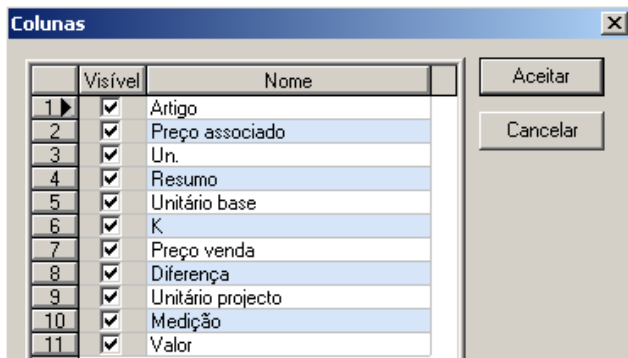 Colunas
Visível Nome
Aceitar
1 Artigo
2 Preço associado
Cancelar
3 Un.
4 Resumo
5 Unitário base
6 K
7 Preço venda
8 Diferença
9 Unitário projecto
10 Medição
11 Valor